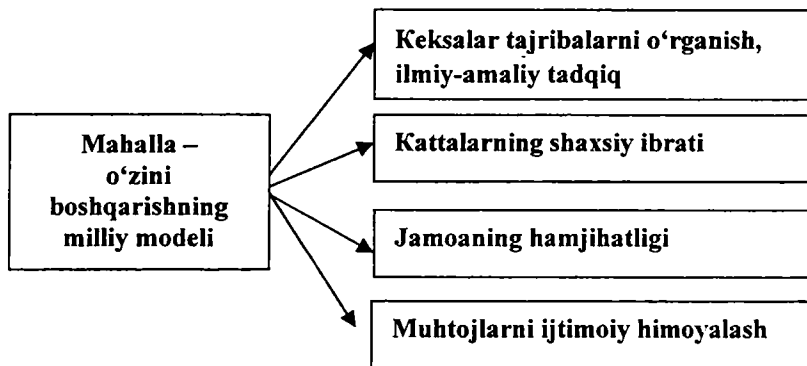 Mahalla –
o‘zini
boshqarishning
milliy modeli
Keksalar tajribalarni o‘rganish,
ilmiy-amaliy tadqiq
Kattalarning shaxsiy ibrati
Jamoaning hamjihatligi
Muhtojlarni ijtimoiy himoyalash